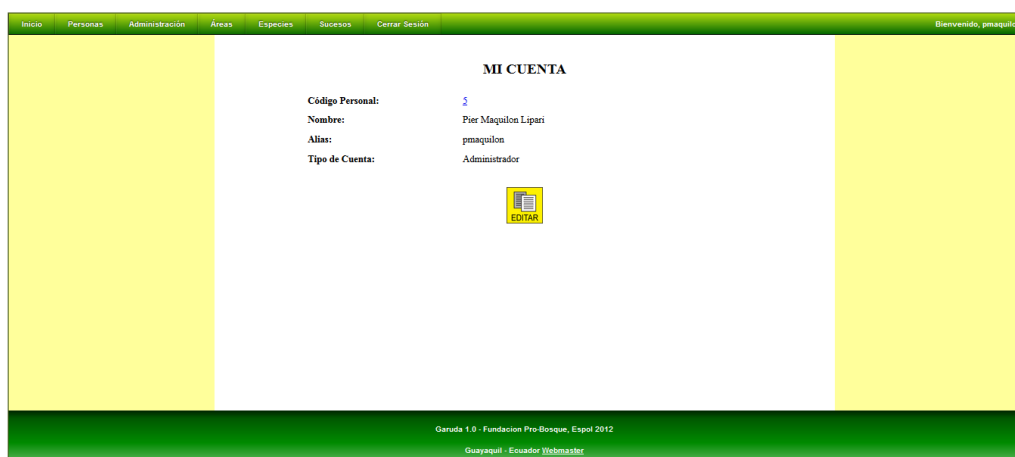 Inicio Personas Administración Áreas Especies Sucesos Cerrar Sesión Bienvenido, pmaquilo
MI CUENTA
Código Personal: 5
Nombre: Pier Maquilon Lipari
Alias: pmaquilon
Tipo de Cuenta: Administrador
EDITAR
Garuda 1.0 - Fundacion Pro-Bosque, Espol 2012
Guayaquil - Ecuador Webmaster